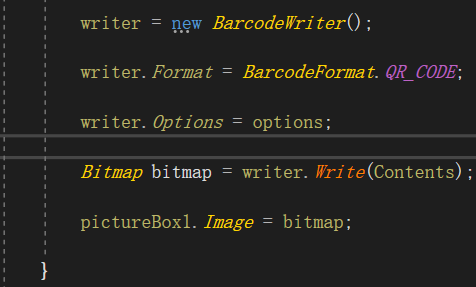 writer = new BarcodeWriter();
writer.Format = BarcodeFormat.QR_CODE;
writer.Options = options;
Bitmap bitmap = writer.Write(Contents);
pictureBox1.Image = bitmap;
}